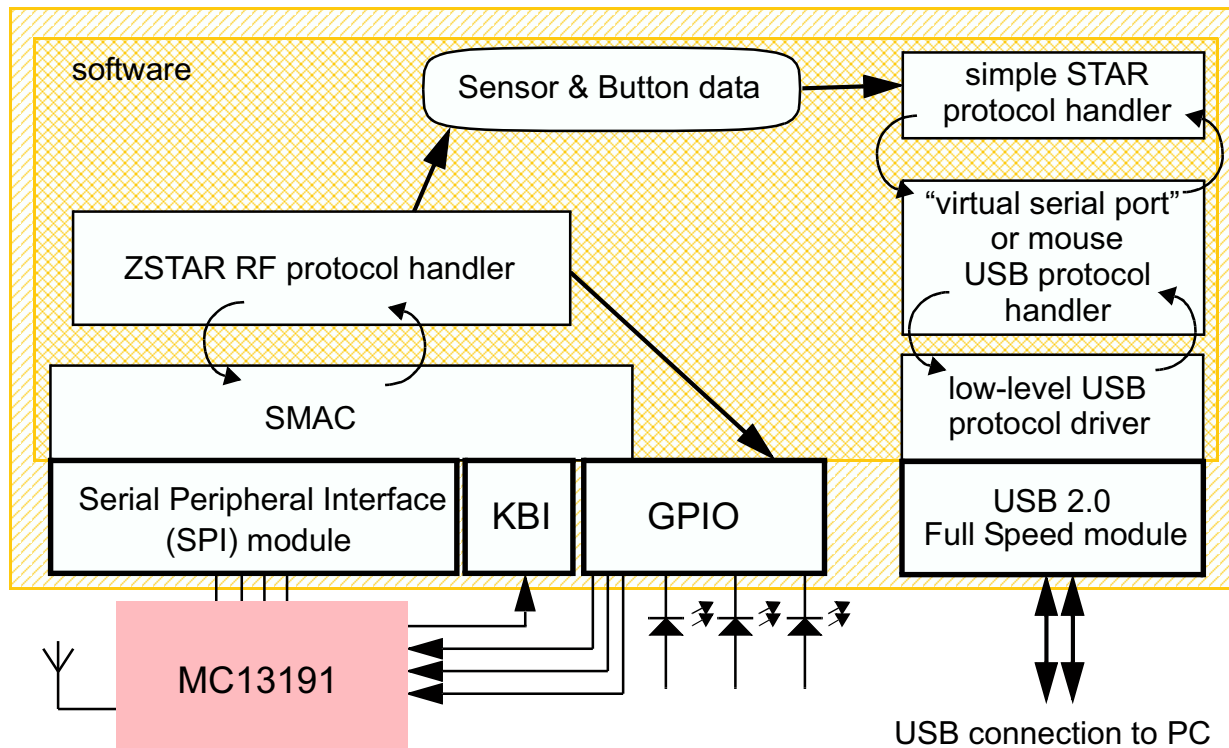 software
Sensor & Button data
simple STAR
protocol handler
ZSTAR RF protocol handler
“virtual serial port”
or mouse
USB protocol
handler
SMAC
low-level USB
protocol driver
Serial Peripheral Interface
(SPI) module
KBI
GPIO
USB 2.0
Full Speed module
MC13191
USB connection to PC